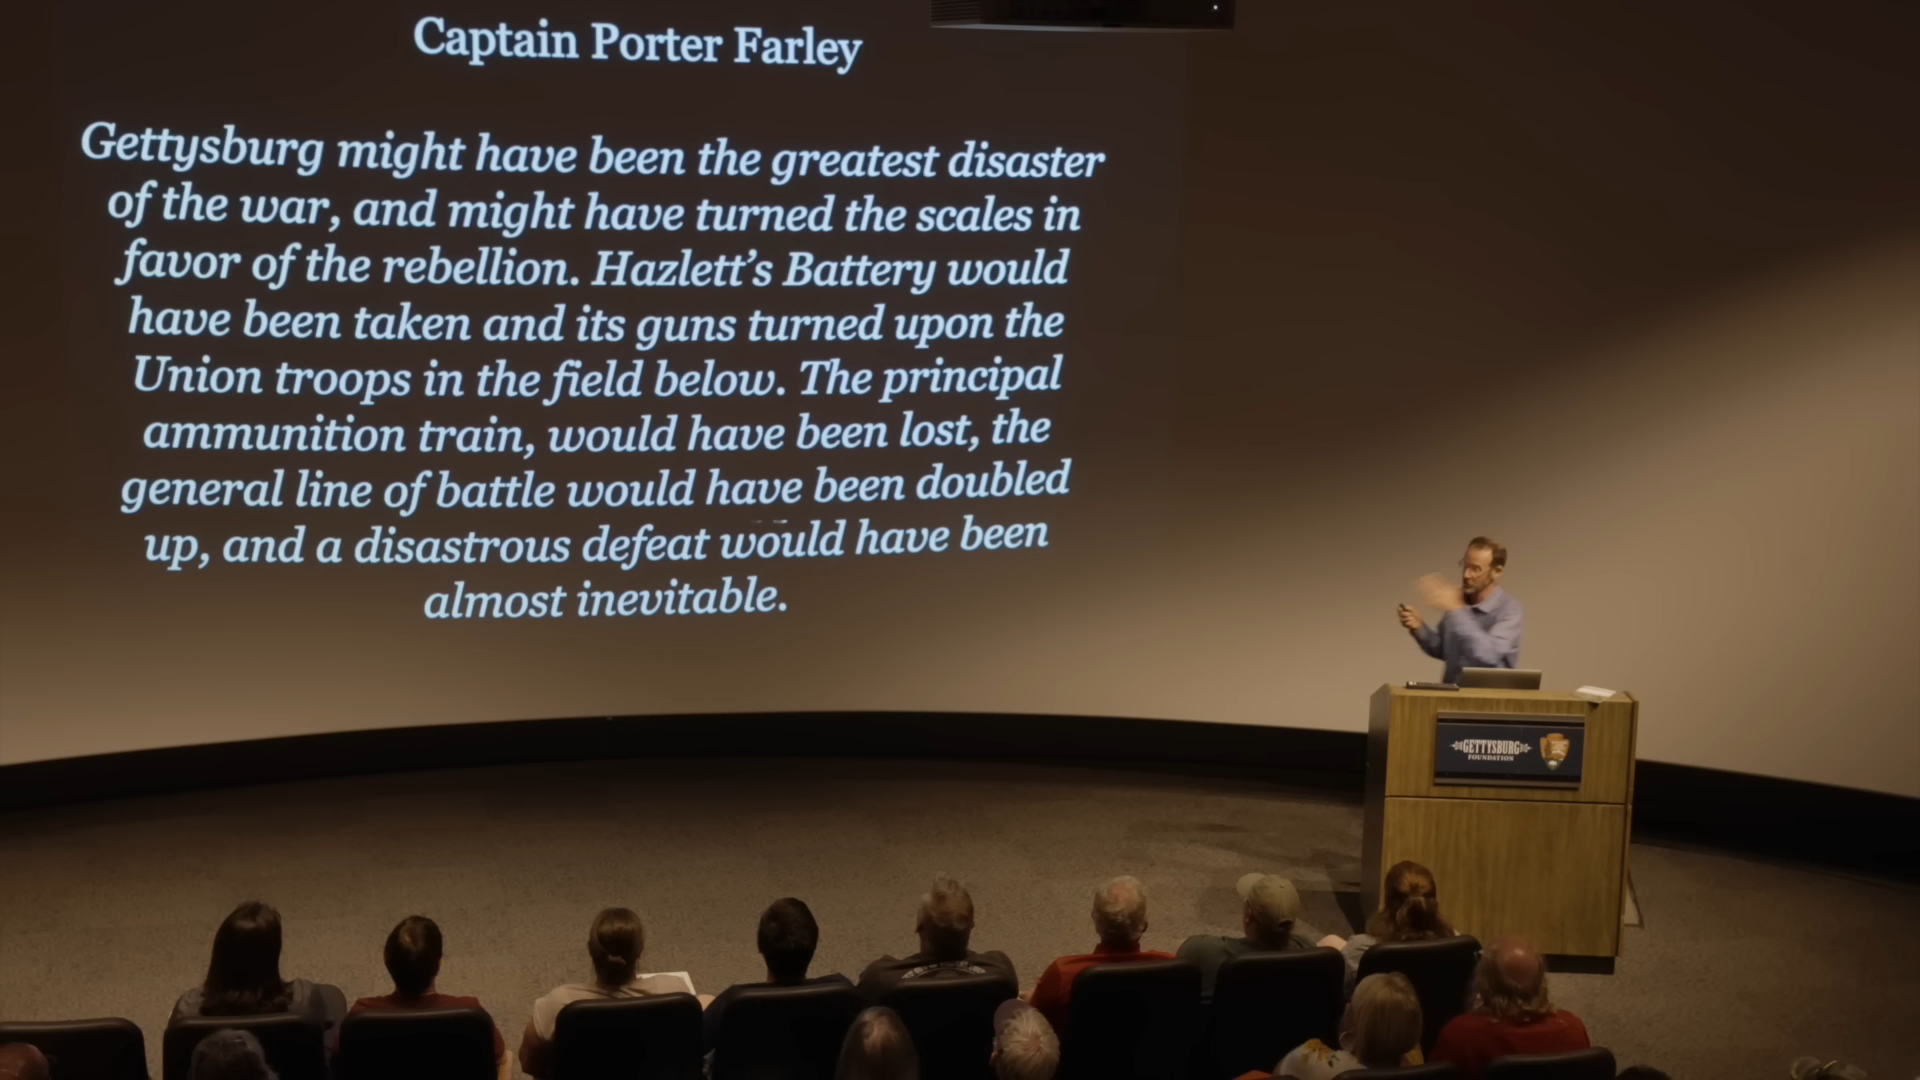 Captain Porter Farley
Gettysburg might have been the greatest disaster
of the war, and might have turned the scales in
favor of the rebellion. Hazlett's Battery would
have been taken and its guns turned upon the
Union troops in the field below. The principal
ammunition train, would have been lost, the
general line of battle would have been doubled
up, and a disastrous defeat would have been
almost inevitable.
GETTYSBURG
FOUNDATION